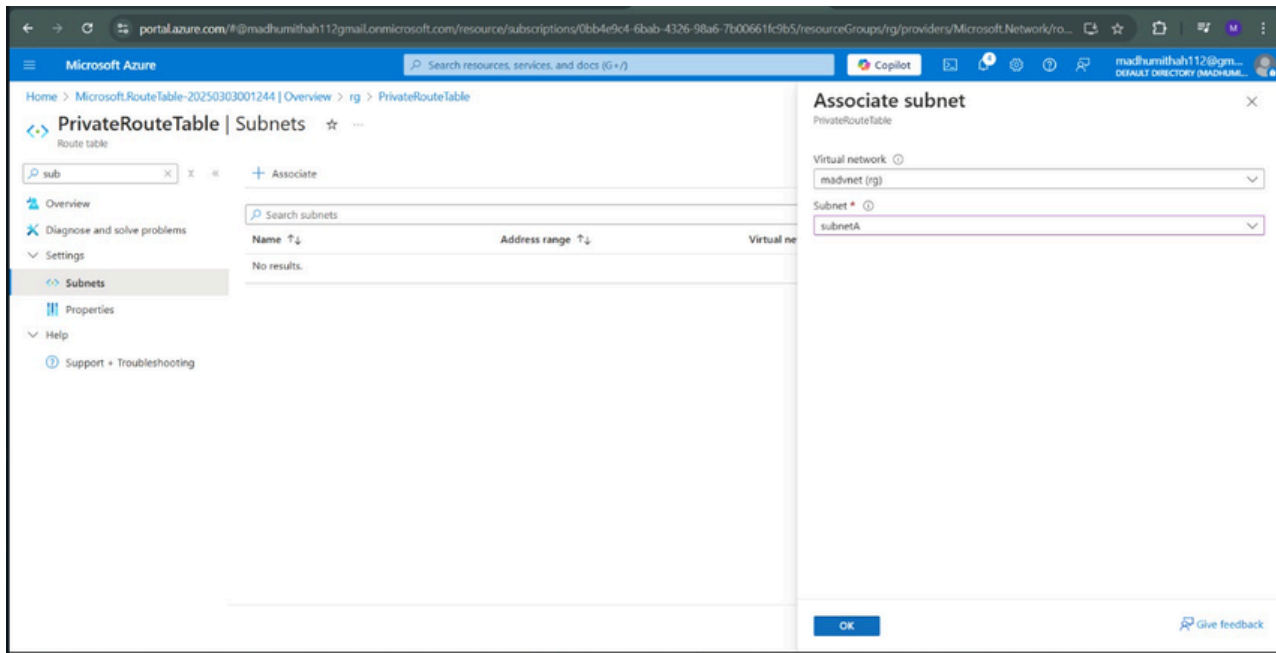 portal.azure.com/#@madhumithah112gmail.onmicrosoft.com/resource/subscriptions/0bb4e9c4-6bab-4326-98a6-7b00661fc9b5/resourceGroups/rg/providers/Microsoft.Network/ro...
M
Microsoft Azure
Search resources, services, and docs (G+/)
Copilot
madhumithah112@gm...
DEFAULT DIRECTORY (MADHUMI...
Home > Microsoft.RouteTable-20250303001244 | Overview > rg > PrivateRouteTable
PrivateRouteTable | Subnets
Route table
sub
Associate
Overview
Diagnose and solve problems
Settings
Subnets
Properties
Help
Support + Troubleshooting
Search subnets
Name Address range Virtual ne
No results.
Associate subnet
PrivateRouteTable
Virtual network
madvnet (rg)
Subnet *
subnetA
OK
Give feedback